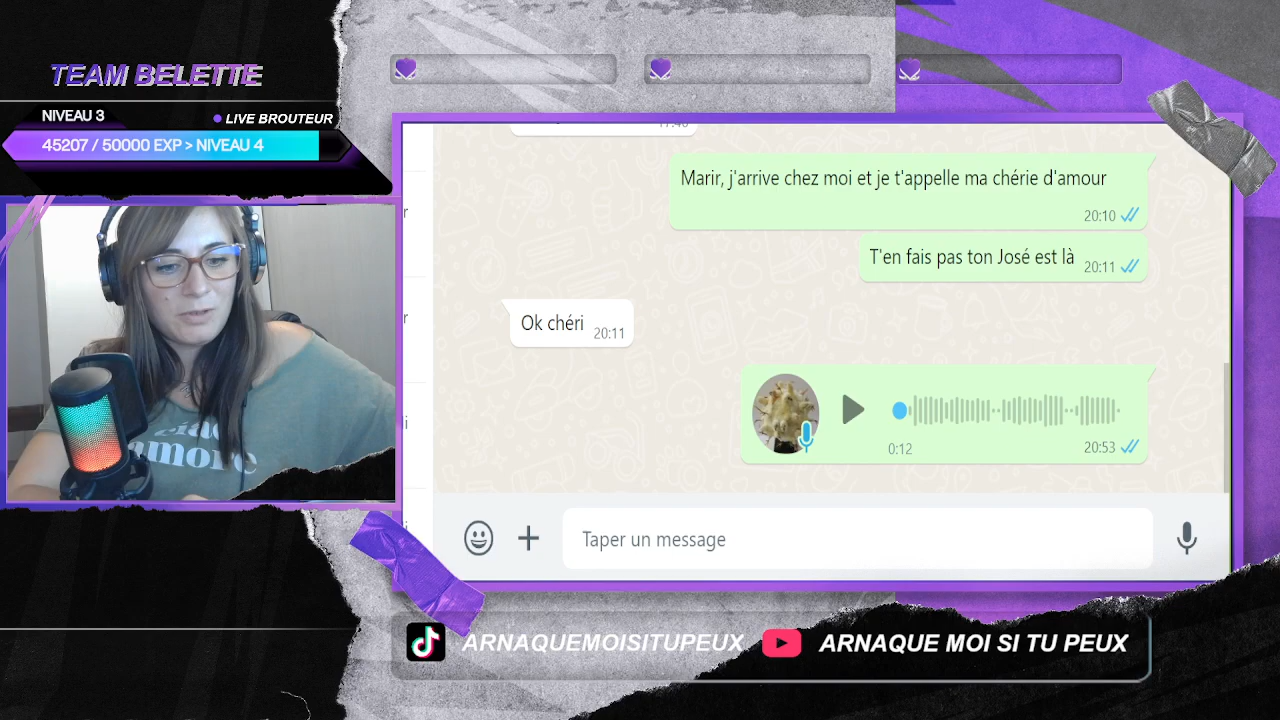 TEAM BELETTE
NIVEAU 3
LIVE BROUTEUR
45207 / 50000 EXP > NIVEAU 4
Marir, j'arrive chez moi et je t'appelle ma chérie d'amour
20:10
T'en fais pas ton José est là
20:11
Ok chéri
20:11
0:12
20:53
Taper un message
amore
ARNAQUEMOISITUPEUX
ARNAQUE MOI SI TU PEUX